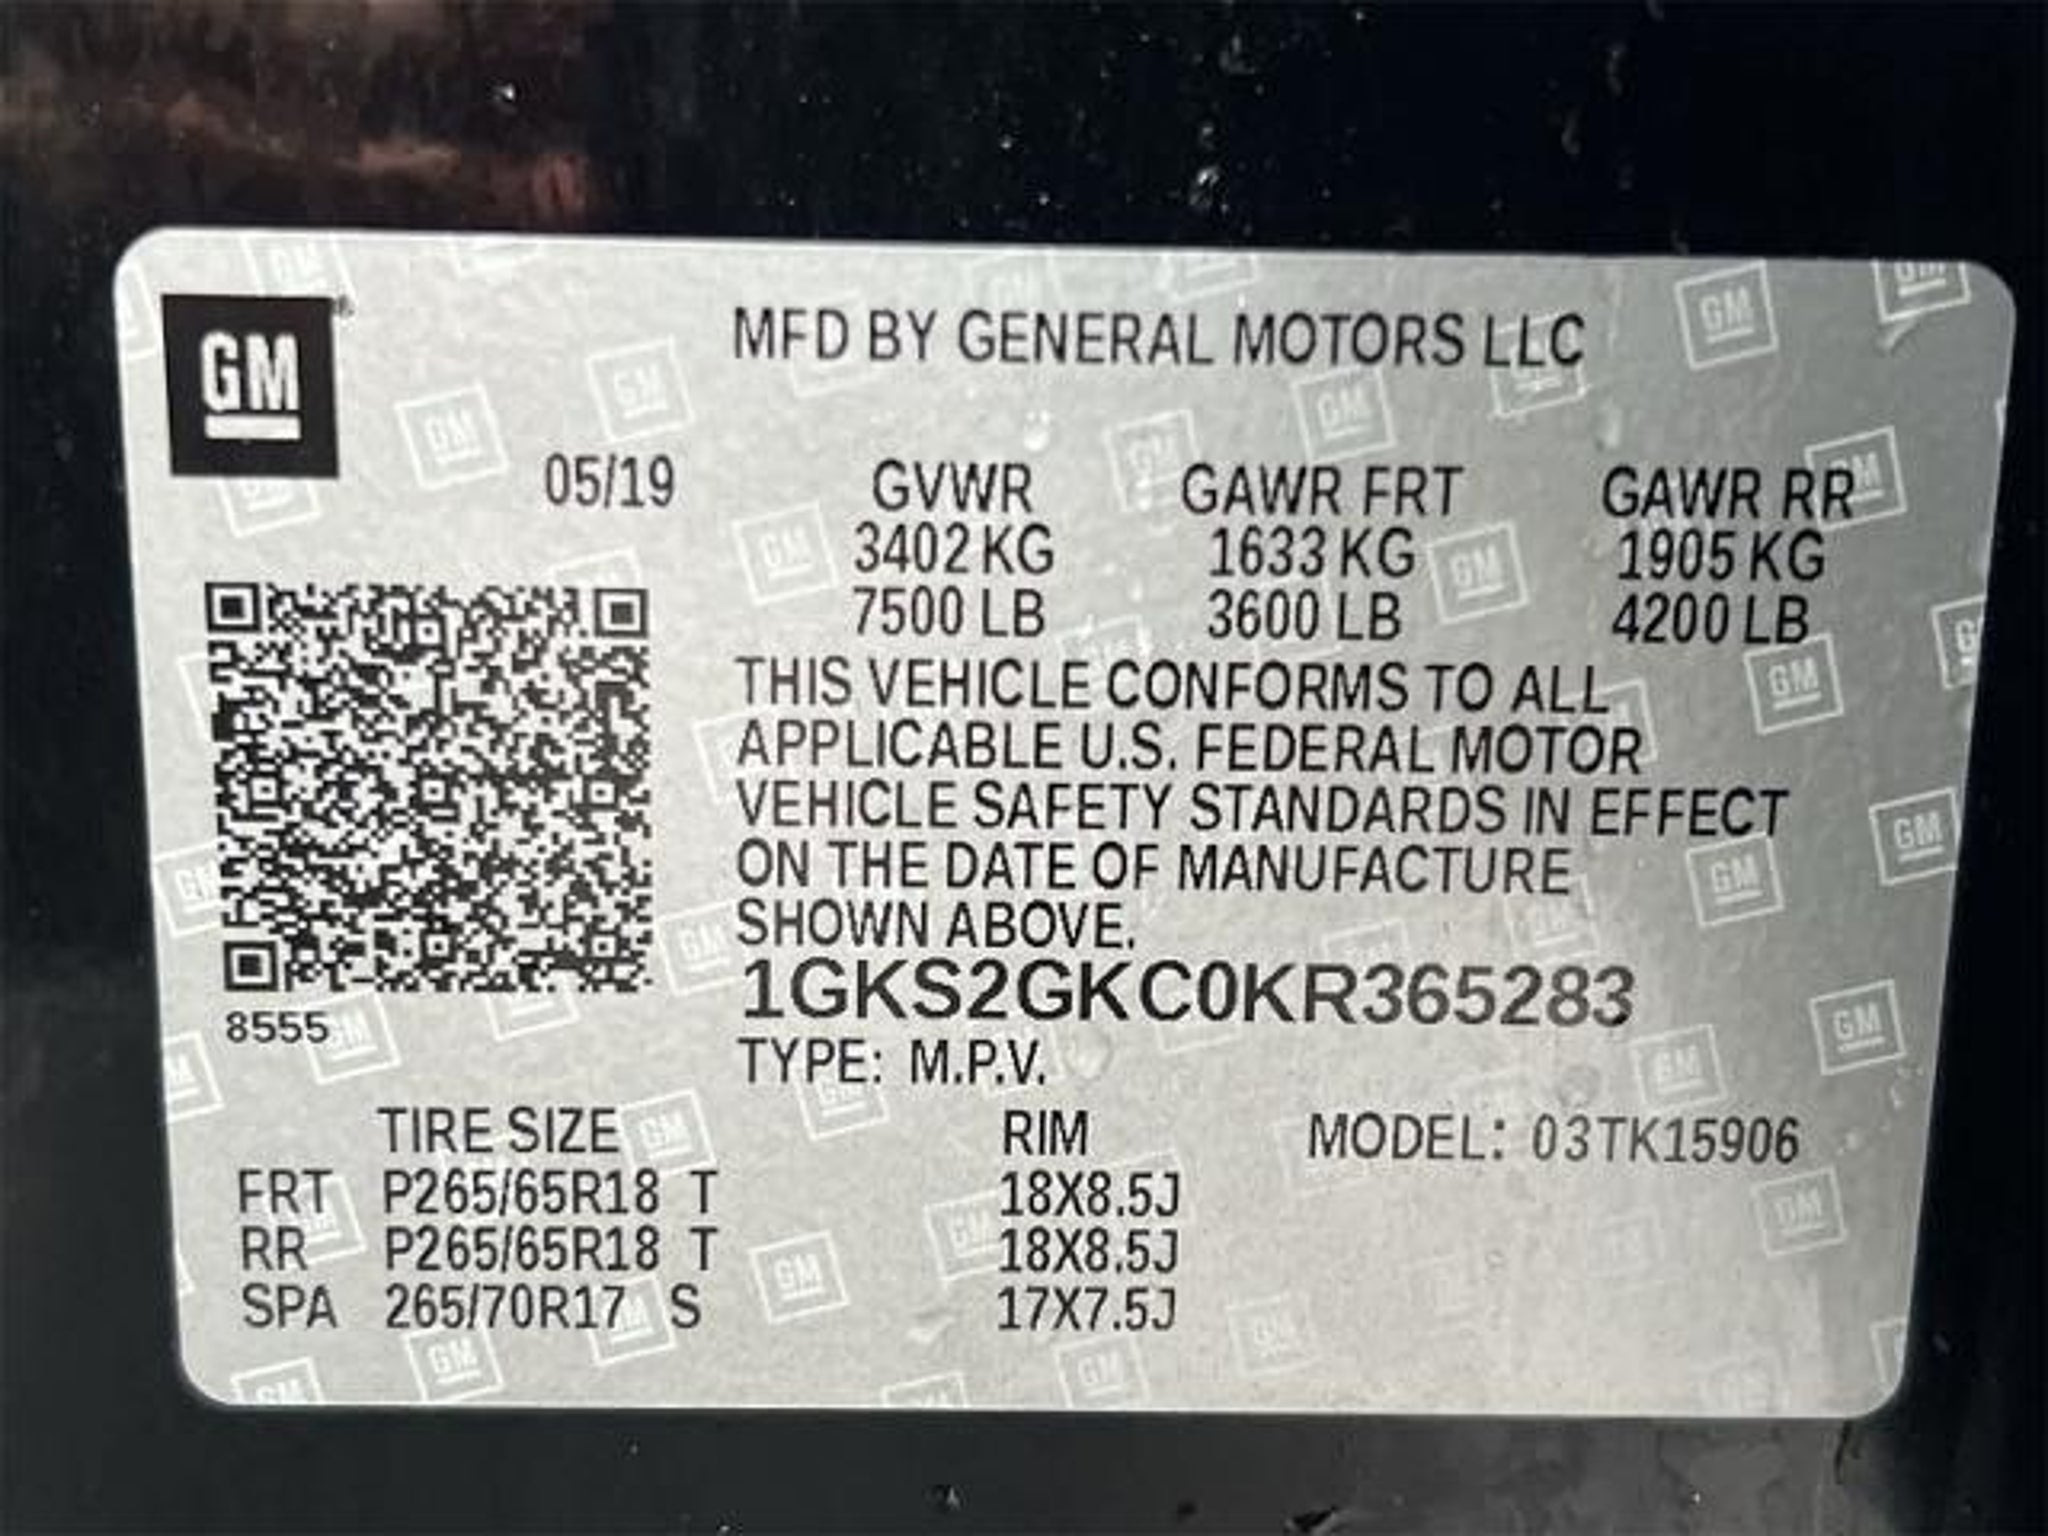 GM
MFD BY GENERAL MOTORS LLC
05/19 GVWR GAWR FRT GAWR RR
3402 KG 1633 KG 1905 KG
7500 LB 3600 LB 4200 LB
THIS VEHICLE CONFORMS TO ALL
APPLICABLE U.S. FEDERAL MOTOR
VEHICLE SAFETY STANDARDS IN EFFECT
ON THE DATE OF MANUFACTURE
SHOWN ABOVE.
1GKS2GKC0KR365283
8555
TYPE: M.P.V.
TIRE SIZE RIM MODEL: 03TK15906
FRT P265/65R18 T 18X8.5J
RR P265/65R18 T 18X8.5J
SPA 265/70R17 S 17X7.5J